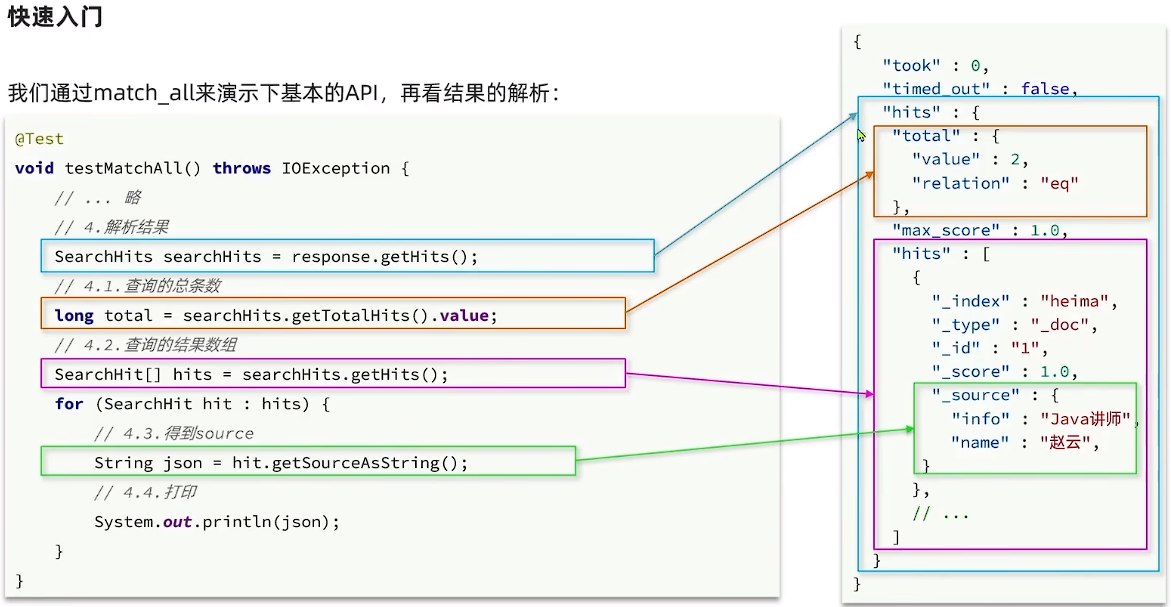 快速入门
我们通过match_all来演示下基本的API，再看结果的解析：
@Test
void testMatchAll() throws IOException {
// ... 略
// 4.解析结果
SearchHits searchHits = response.getHits();
// 4.1.查询的总条数
long total = searchHits.getTotalHits().value;
// 4.2.查询的结果数组
SearchHit[] hits = searchHits.getHits();
for (SearchHit hit : hits) {
// 4.3.得到source
String json = hit.getSourceAsString();
// 4.4.打印
System.out.println(json);
}
}
{
"took" : 0,
"timed_out" : false,
"hits" : {
"total" : {
"value" : 2,
"relation" : "eq"
},
"max_score" : 1.0,
"hits" : [
{
"_index" : "heima",
"_type" : "_doc",
"_id" : "1",
"_score" : 1.0,
"_source" : {
"info" : "Java讲师",
"name" : "赵云",
}
},
// ...
]
}
}